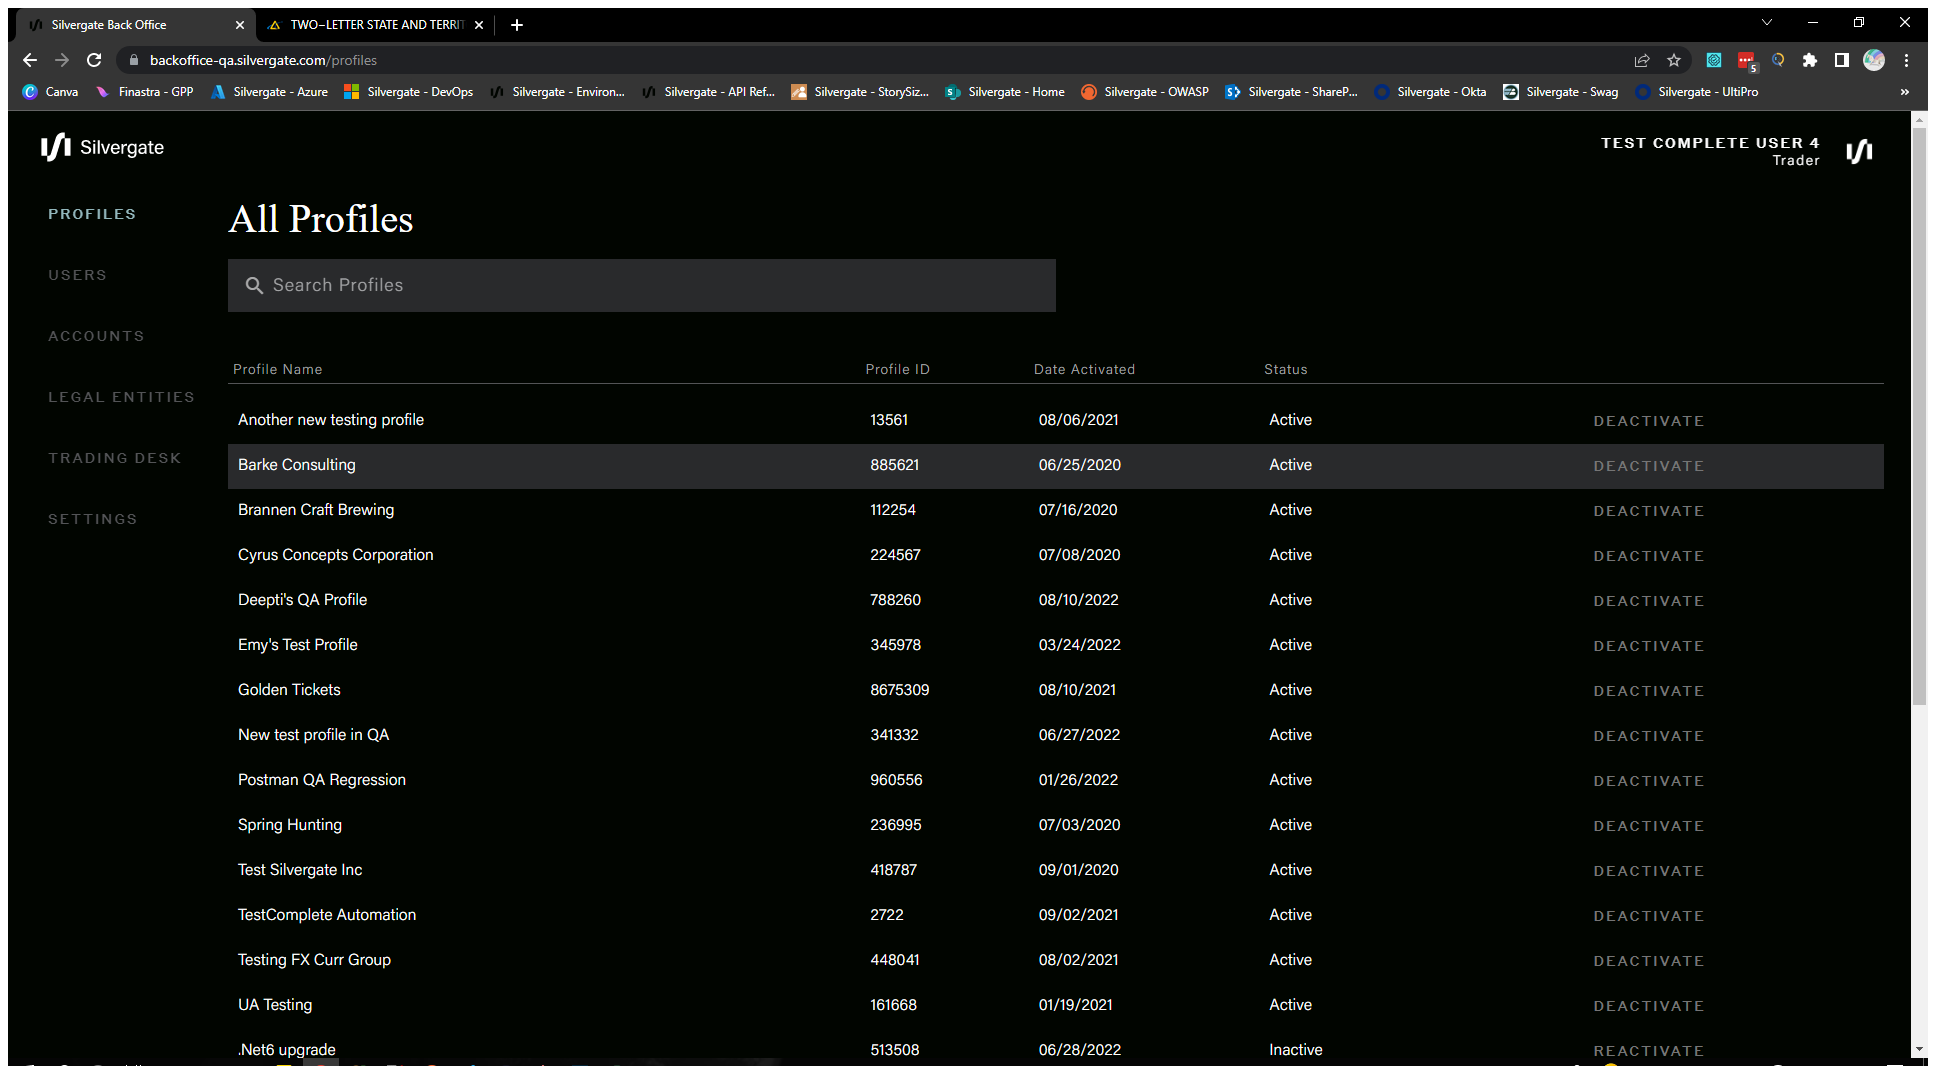 Silvergate Back Office
TWO-LETTER STATE AND TERRIT
backoffice-qa.silvergate.com/profiles
5
Canva
Finastra - GPP
Silvergate - Azure
Silvergate - DevOps
Silvergate - Environ...
Silvergate - API Ref...
Silvergate - StorySiz...
Silvergate - Home
Silvergate - OWASP
Silvergate - ShareP...
Silvergate - Okta
Silvergate - Swag
Silvergate - UltiPro
Silvergate
TEST COMPLETE USER 4
Trader
PROFILES
USERS
ACCOUNTS
LEGAL ENTITIES
TRADING DESK
SETTINGS
All Profiles
Search Profiles
Profile Name Profile ID Date Activated Status
Another new testing profile 13561 08/06/2021 Active DEACTIVATE
Barke Consulting 885621 06/25/2020 Active DEACTIVATE
Brannen Craft Brewing 112254 07/16/2020 Active DEACTIVATE
Cyrus Concepts Corporation 224567 07/08/2020 Active DEACTIVATE
Deepti's QA Profile 788260 08/10/2022 Active DEACTIVATE
Emy's Test Profile 345978 03/24/2022 Active DEACTIVATE
Golden Tickets 8675309 08/10/2021 Active DEACTIVATE
New test profile in QA 341332 06/27/2022 Active DEACTIVATE
Postman QA Regression 960556 01/26/2022 Active DEACTIVATE
Spring Hunting 236995 07/03/2020 Active DEACTIVATE
Test Silvergate Inc 418787 09/01/2020 Active DEACTIVATE
TestComplete Automation 2722 09/02/2021 Active DEACTIVATE
Testing FX Curr Group 448041 08/02/2021 Active DEACTIVATE
UA Testing 161668 01/19/2021 Active DEACTIVATE
.Net6 upgrade 513508 06/28/2022 Inactive REACTIVATE